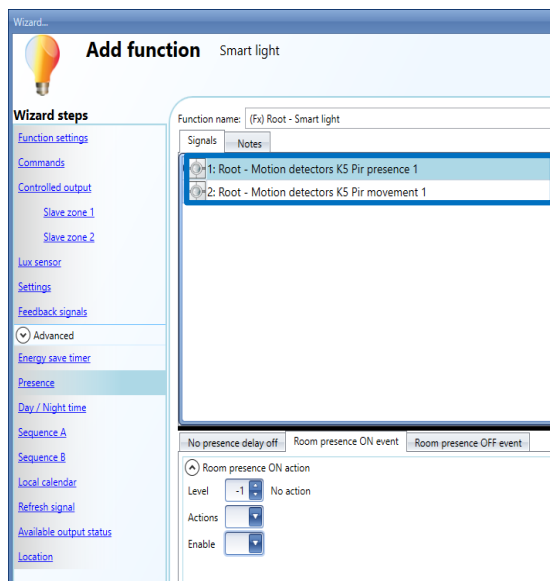 Wizard...
Add function Smart light
Wizard steps
Function settings
Commands
Controlled output
Slave zone 1
Slave zone 2
Lux sensor
Settings
Feedback signals
Advanced
Energy save timer
Presence
Day / Night time
Sequence A
Sequence B
Local calendar
Refresh signal
Available output status
Location
Function name: (Fx) Root - Smart light
Signals Notes
1: Root - Motion detectors K5 Pir presence 1
2: Root - Motion detectors K5 Pir movement 1
No presence delay off Room presence ON event Room presence OFF event
Room presence ON action
Level -1 No action
Actions
Enable